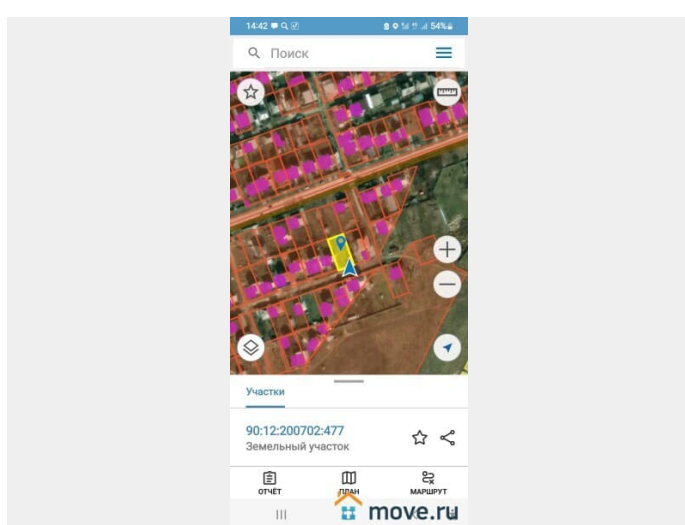 14:42
54%
Поиск
Участки
90:12:200702:477
Земельный участок
ОТЧЁТ
ПЛАН
МАРШРУТ
move.ru